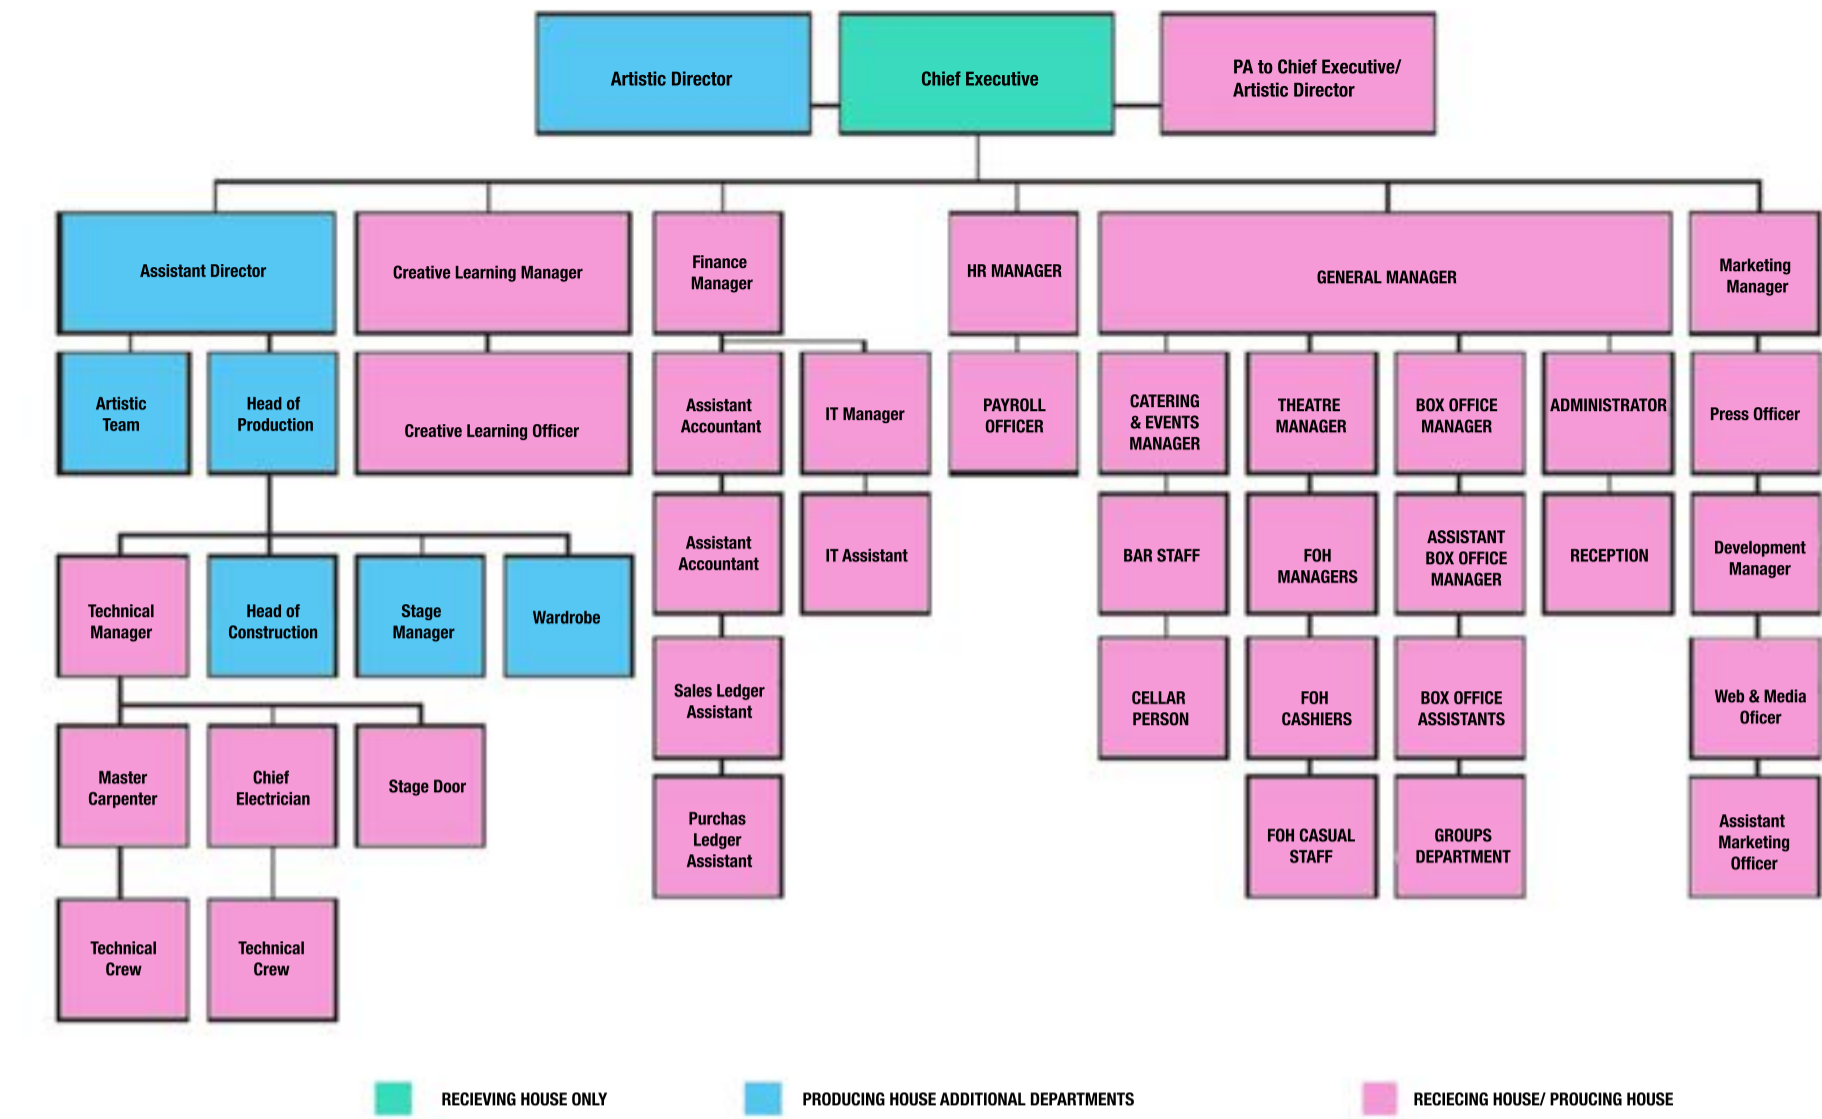 Artistic Director
Chief Executive
PA to Chief Executive/
Artistic Director
Assistant Director
Creative Learning Manager
Finance
Manager
HR MANAGER
GENERAL MANAGER
Marketing
Manager
Artistic
Team
Head of
Production
Creative Learning Officer
Assistant
Accountant
IT Manager
PAYROLL
OFFICER
CATERING
& EVENTS
MANAGER
THEATRE
MANAGER
BOX OFFICE
MANAGER
ADMINISTRATOR
Press Officer
Assistant
Accountant
IT Assistant
BAR STAFF
FOH
MANAGERS
ASSISTANT
BOX OFFICE
MANAGER
RECEPTION
Development
Manager
Technical
Manager
Head of
Construction
Stage
Manager
Wardrobe
Sales Ledger
Assistant
CELLAR
PERSON
FOH
CASHIERS
BOX OFFICE
ASSISTANTS
Web & Media
Oficer
Master
Carpenter
Chief
Electrician
Stage Door
Purchas
Ledger
Assistant
FOH CASUAL
STAFF
GROUPS
DEPARTMENT
Assistant
Marketing
Officer
Technical
Crew
Technical
Crew
RECIEVING HOUSE ONLY
PRODUCING HOUSE ADDITIONAL DEPARTMENTS
RECIECING HOUSE/ PROUCING HOUSE